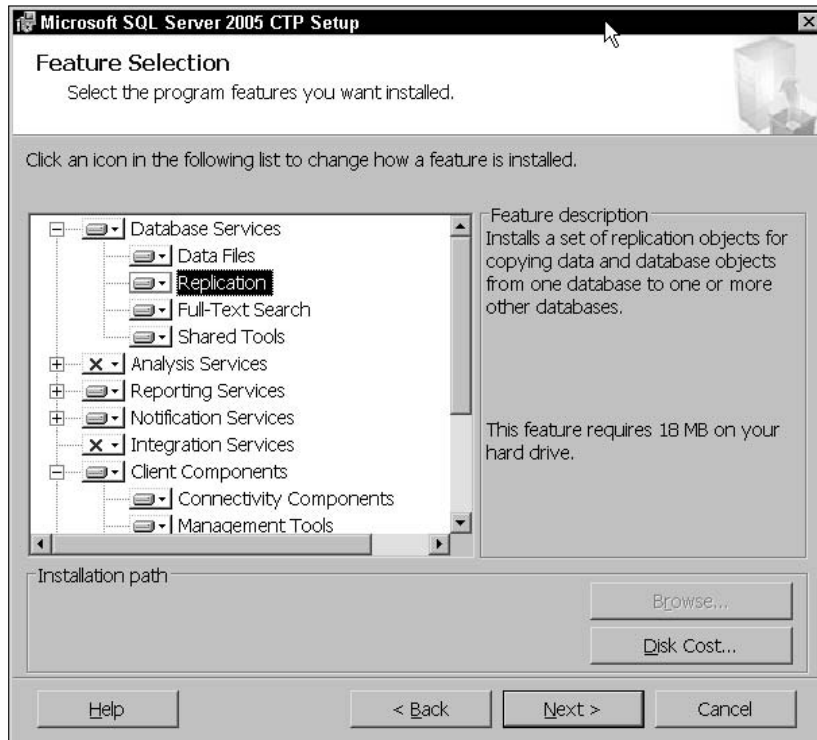 Microsoft SQL Server 2005 CTP Setup
Feature Selection
Select the program features you want installed.
Click an icon in the following list to change how a feature is installed.
Database Services
Data Files
Replication
Full-Text Search
Shared Tools
Analysis Services
Reporting Services
Notification Services
Integration Services
Client Components
Connectivity Components
Management Tools
Feature description
Installs a set of replication objects for
copying data and database objects
from one database to one or more
other databases.
This feature requires 18 MB on your
hard drive.
Installation path
Browse...
Disk Cost...
Help
< Back
Next >
Cancel